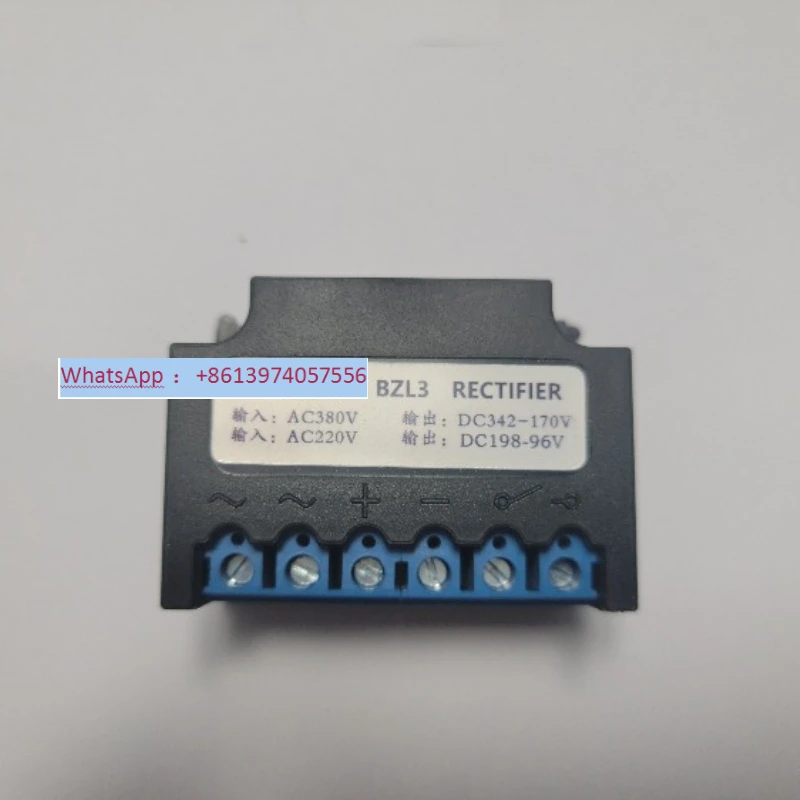 WhatsApp : +8613974057556
BZL3 RECTIFIER
输入: AC380V 输出: DC342-170V
输入: AC220V 输出: DC198-96V
~ ~ + −